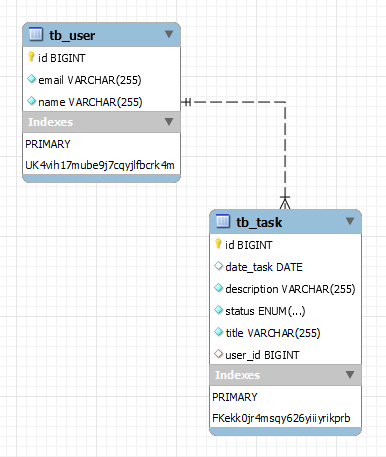 tb_user
id BIGINT
email VARCHAR(255)
name VARCHAR(255)
Indexes
PRIMARY
UK4vih17mube9j7cqyjlfbcrk4m
tb_task
id BIGINT
date_task DATE
description VARCHAR(255)
status ENUM(...)
title VARCHAR(255)
user_id BIGINT
Indexes
PRIMARY
FKekk0jr4msqy626yiiyrikprb